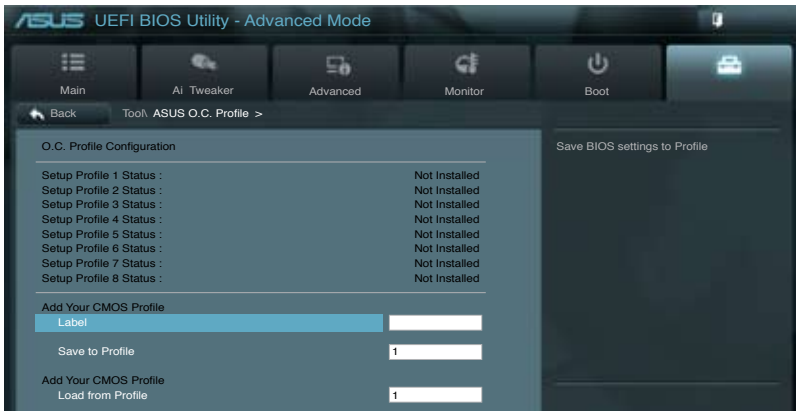 ASUS UEFI BIOS Utility - Advanced Mode
Main Ai Tweaker Advanced Monitor Boot
Back Tool\ ASUS O.C. Profile >
O.C. Profile Configuration
Save BIOS settings to Profile
Setup Profile 1 Status : Not Installed
Setup Profile 2 Status : Not Installed
Setup Profile 3 Status : Not Installed
Setup Profile 4 Status : Not Installed
Setup Profile 5 Status : Not Installed
Setup Profile 6 Status : Not Installed
Setup Profile 7 Status : Not Installed
Setup Profile 8 Status : Not Installed
Add Your CMOS Profile
Label
Save to Profile 1
Add Your CMOS Profile
Load from Profile 1